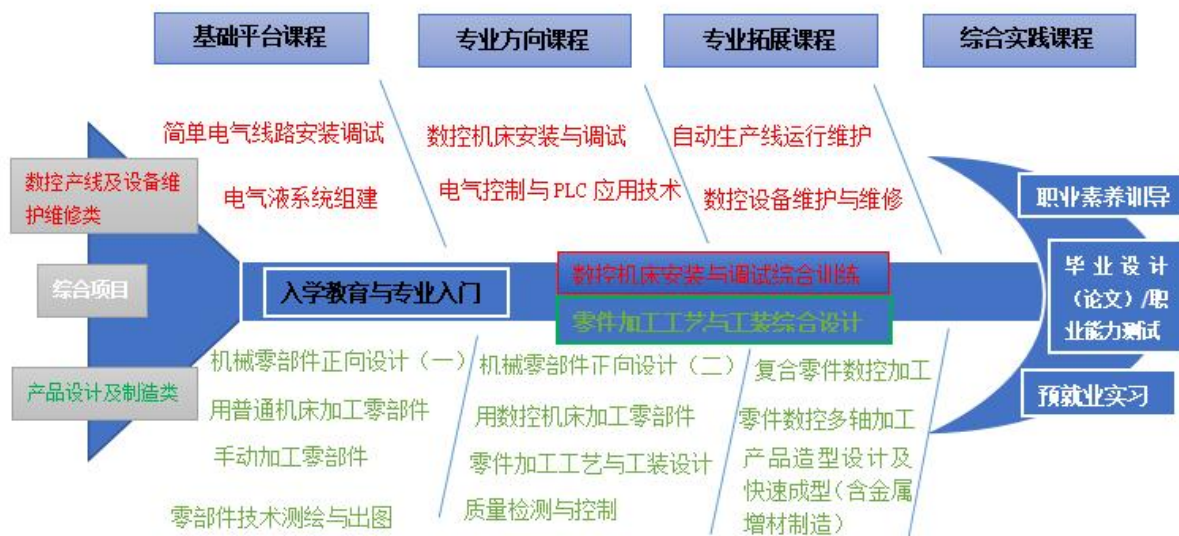 基础平台课程
专业方向课程
专业拓展课程
综合实践课程
简单电气线路安装调试
数控机床安装与调试
自动生产线运行维护
数控产线及设备维
护维修类
电气液系统组建
电气控制与 PLC 应用技术
数控设备维护与维修
职业素养训导
综合项目
入学教育与专业入门
数控机床安装与调试综合训练
零件加工工艺与工装综合设计
毕业设计
（论文）/职
业能力测试
产品设计及制造类
机械零部件正向设计（一）
机械零部件正向设计（二）
复合零件数控加工
预就业实习
用普通机床加工零部件
用数控机床加工零部件
零件数控多轴加工
手动加工零部件
零件加工工艺与工装设计
产品造型设计及
快速成型（含金属
增材制造）
零部件技术测绘与出图
质量检测与控制